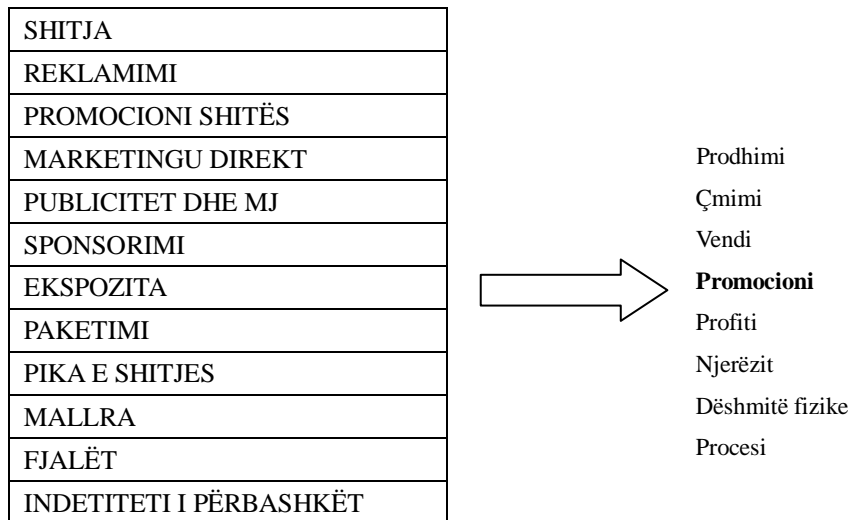 SHITJA
REKLAMIMI
PROMOCIONI SHITËS
MARKETINGU DIREKT
PUBLICITET DHE MJ
SPONSORIMI
EKSPOZITA
PAKETIMI
PIKA E SHITJES
MALLRA
FJALËT
INDETITETI I PËRBASHKËT
Prodhimi
Çmimi
Vendi
Promocioni
Profiti
Njerëzit
Dëshmitë fizike
Procesi